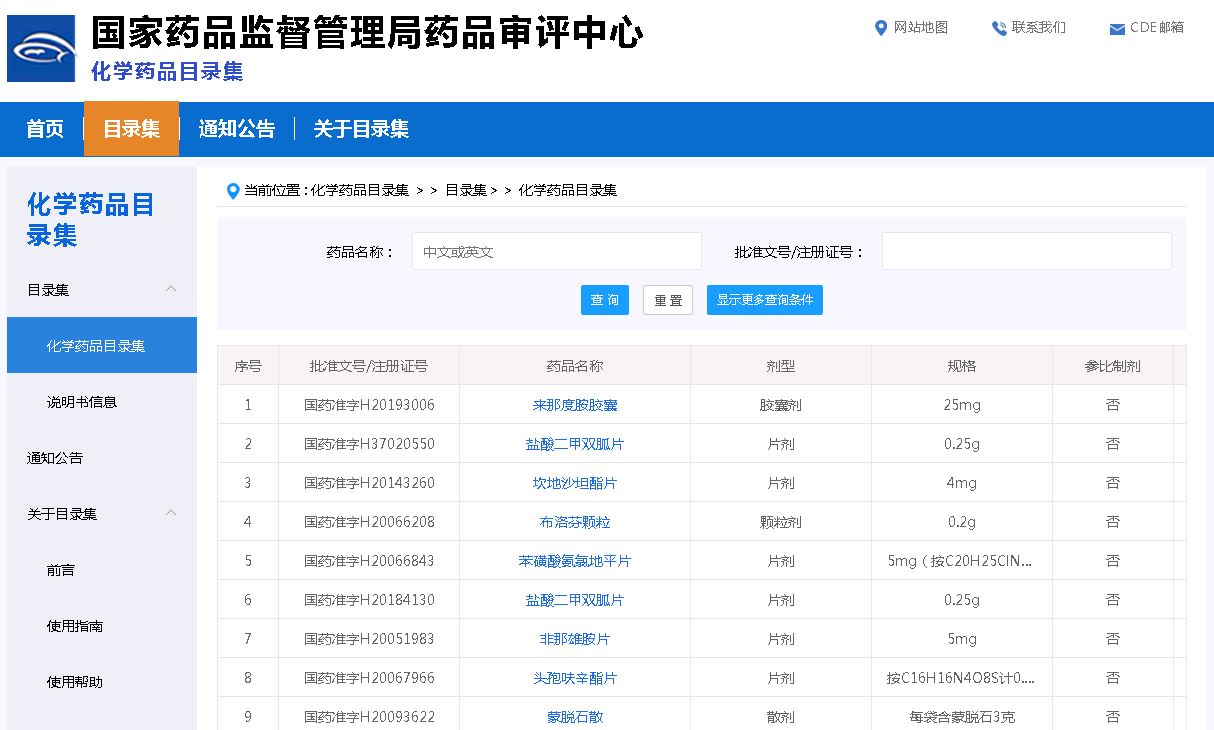 国家药品监督管理局药品审评中心
化学药品目录集
网站地图 联系我们 CDE邮箱
首页 目录集 通知公告 关于目录集
化学药品目
录集
目录集
化学药品目录集
说明书信息
通知公告
关于目录集
前言
使用指南
使用帮助
当前位置:化学药品目录集 > > 目录集> > 化学药品目录集
药品名称： 中文或英文 批准文号/注册证号：
查 询 重 置 显示更多查询条件
序号 批准文号/注册证号 药品名称 剂型 规格 参比制剂
1 国药准字H20193006 来那度胺胶囊 胶囊剂 25mg 否
2 国药准字H37020550 盐酸二甲双胍片 片剂 0.25g 否
3 国药准字H20143260 坎地沙坦酯片 片剂 4mg 否
4 国药准字H20066208 布洛芬颗粒 颗粒剂 0.2g 否
5 国药准字H20066843 苯磺酸氨氯地平片 片剂 5mg（按C20H25ClN... 否
6 国药准字H20184130 盐酸二甲双胍片 片剂 0.25g 否
7 国药准字H20051983 非那雄胺片 片剂 5mg 否
8 国药准字H20067966 头孢呋辛酯片 片剂 按C16H16N4O8S计0.... 否
9 国药准字H20093622 蒙脱石散 散剂 每袋含蒙脱石3克 否